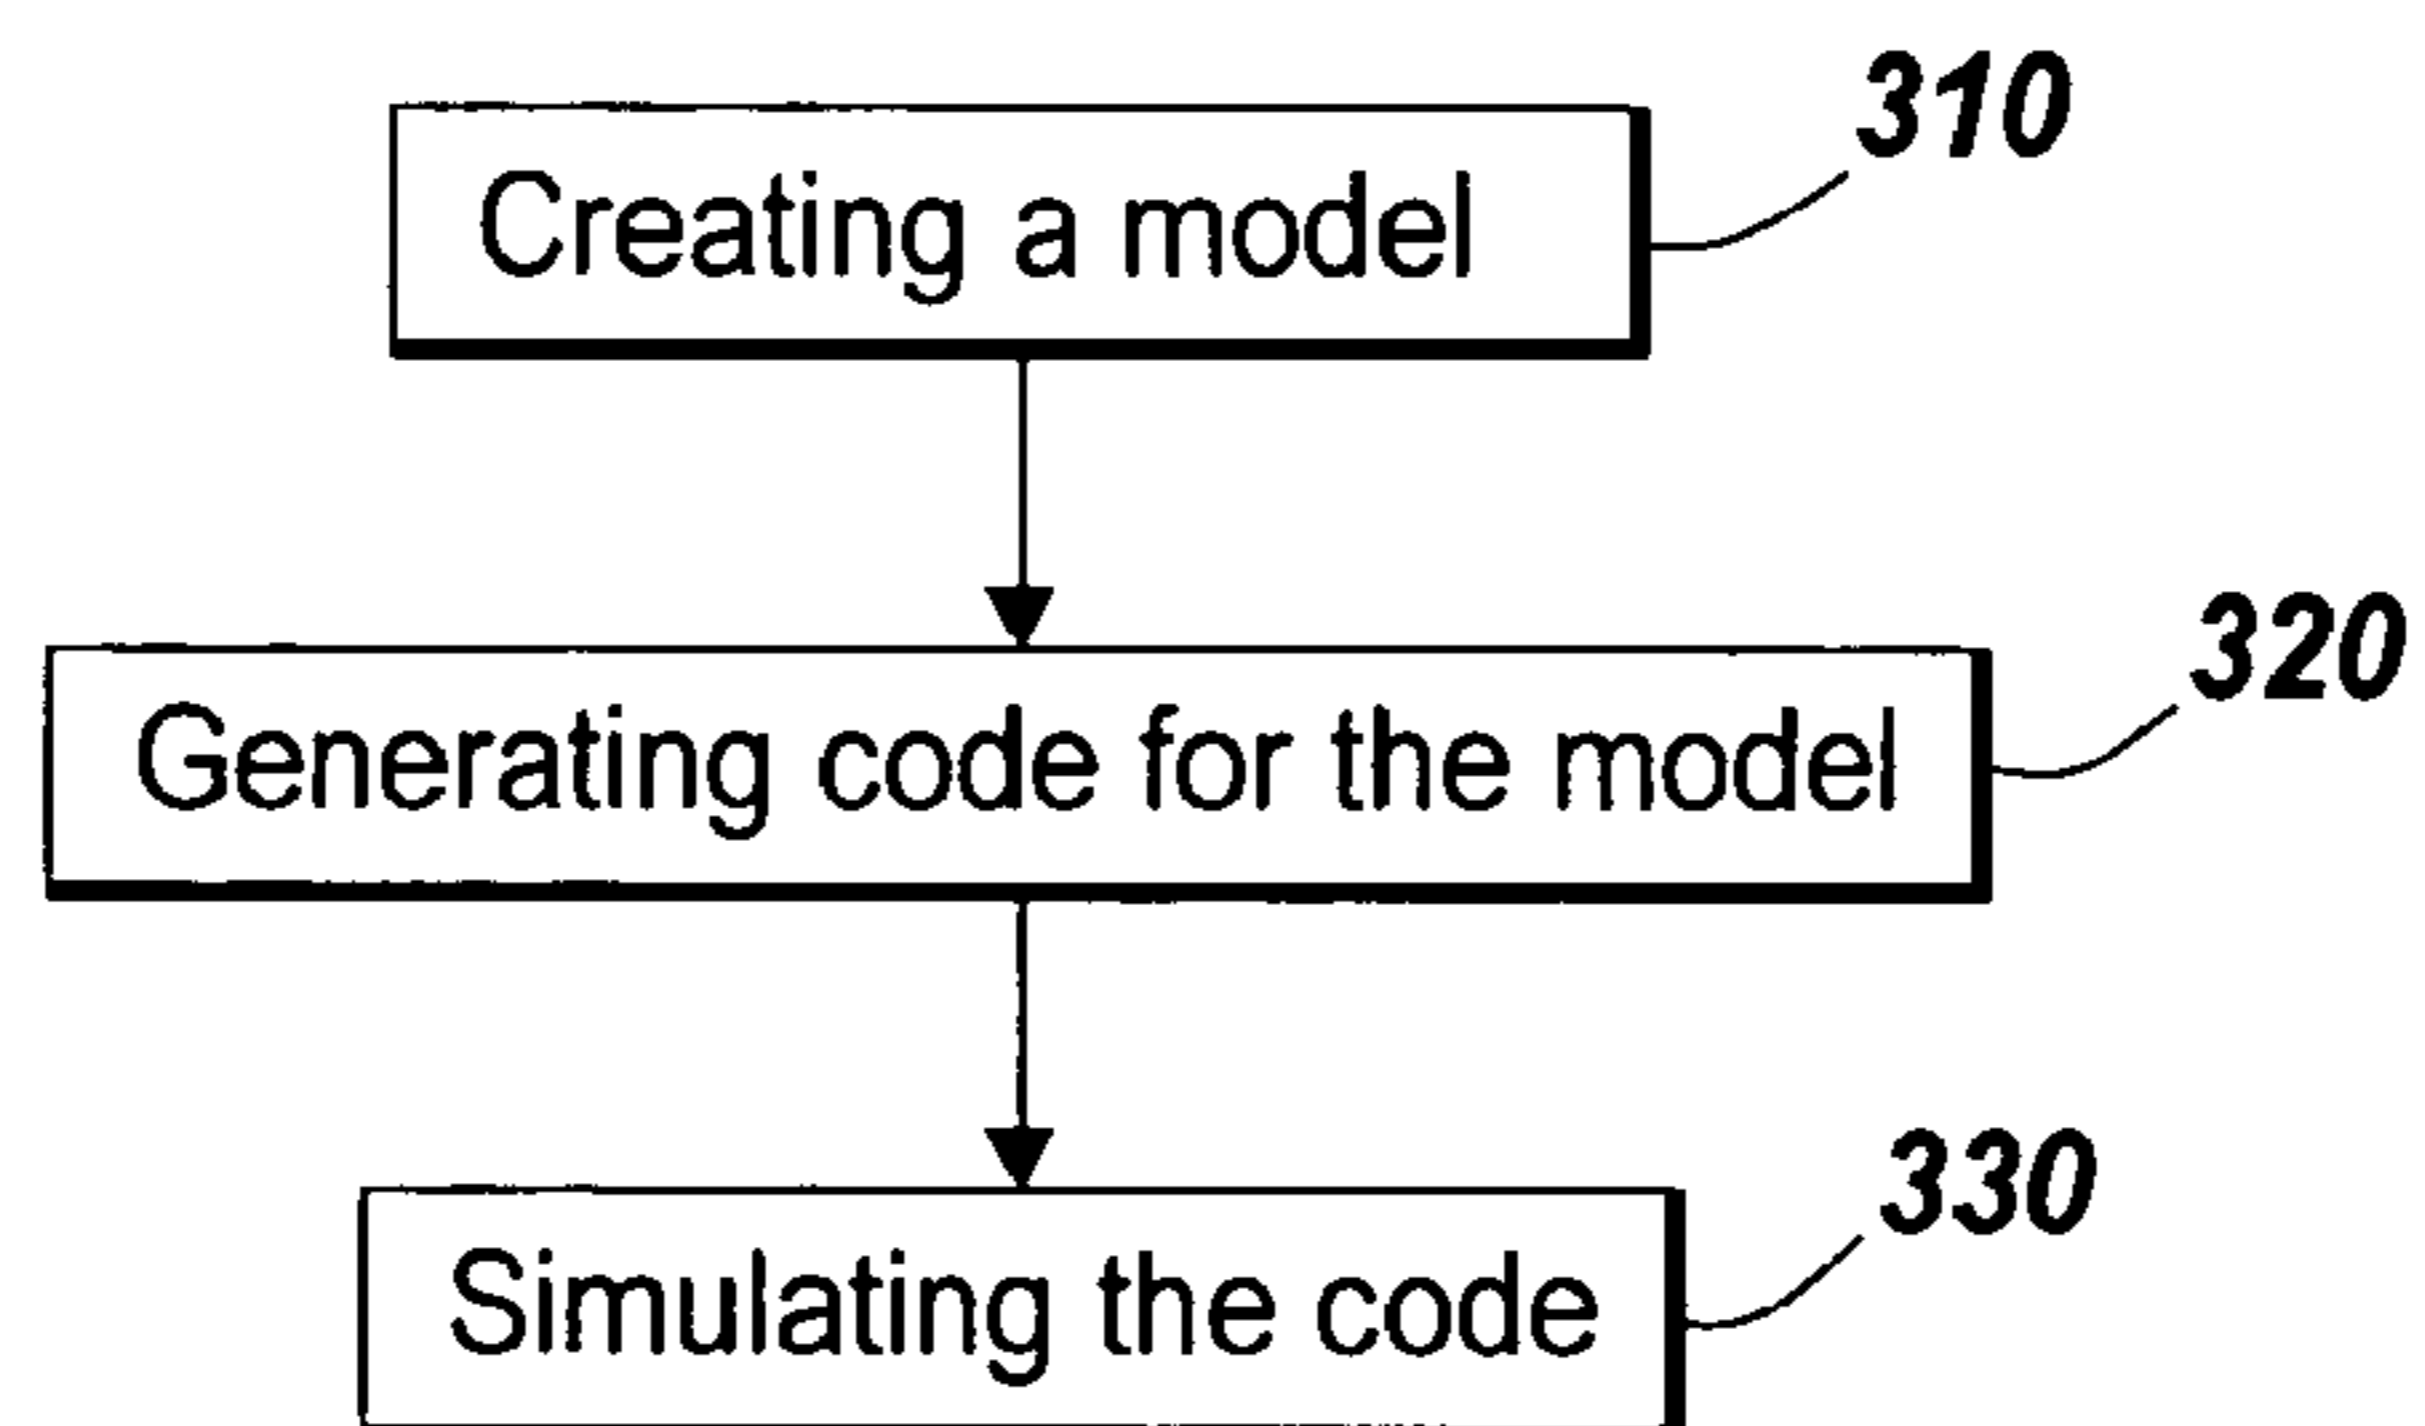 310
Creating a model
320
Generating code for the model
330
Simulating the code